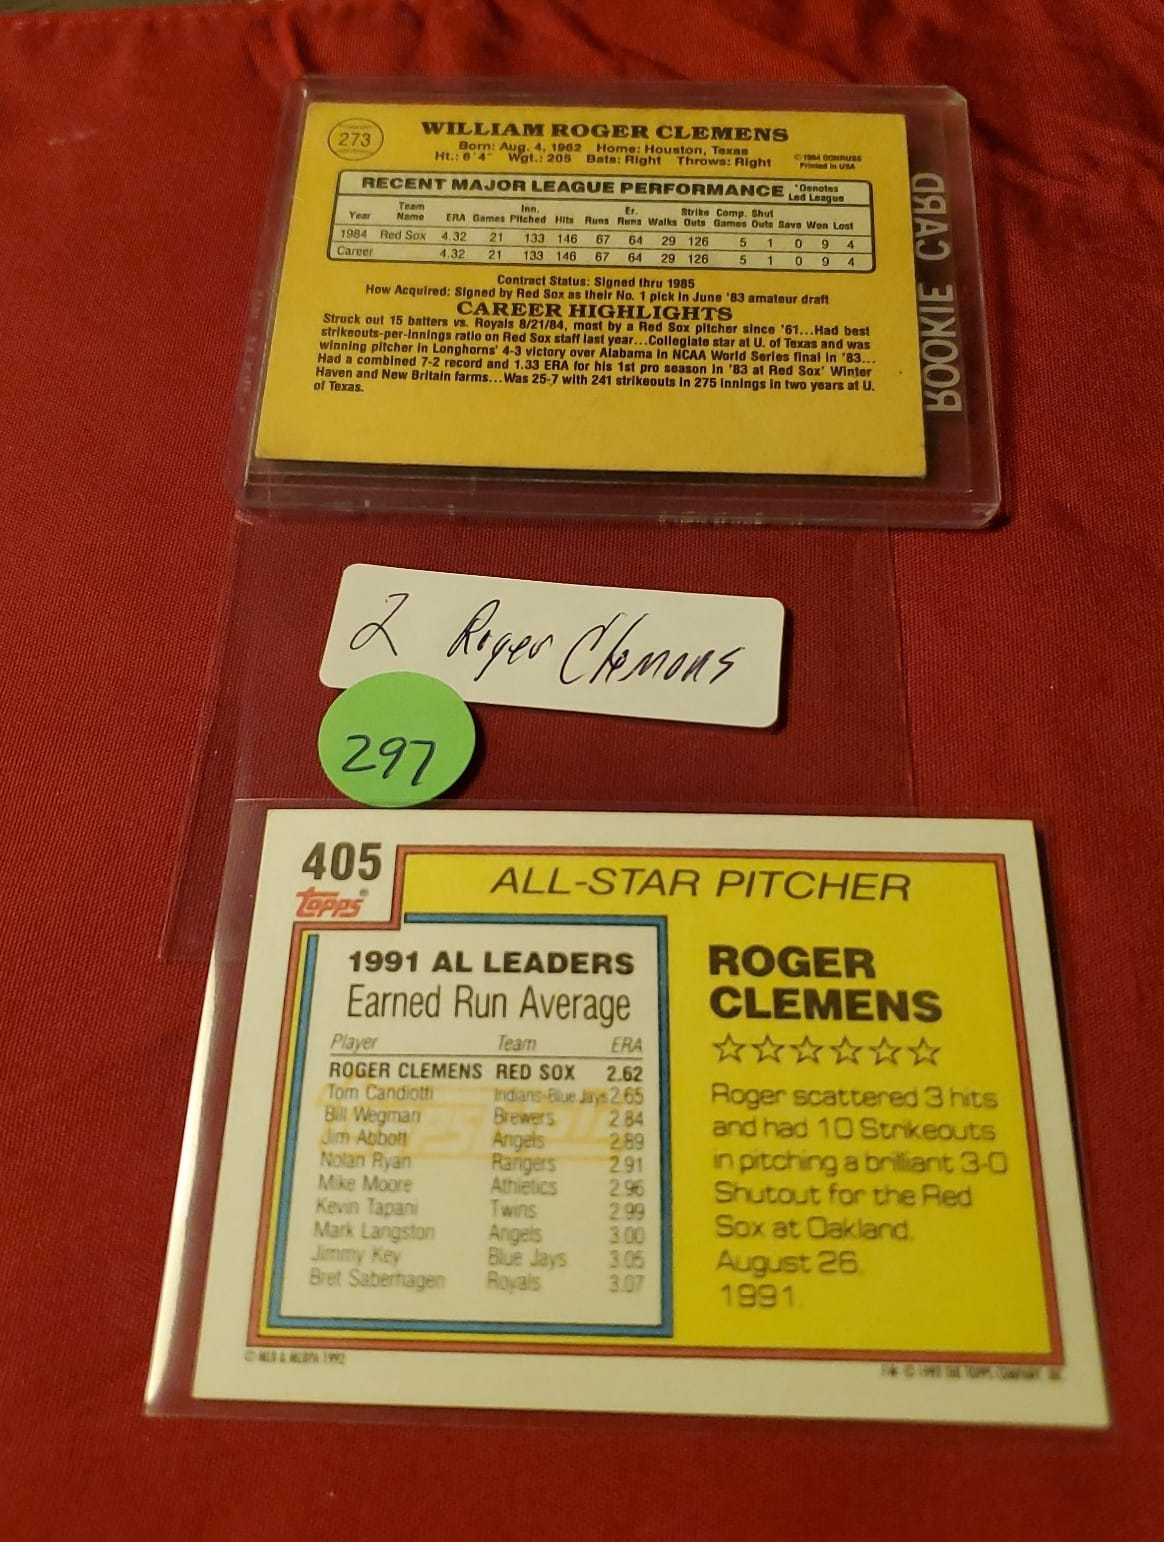 273
WILLIAM ROGER CLEMENS
Born: Aug. 4, 1962 Home: Houston, Texas
Ht.: 6'4" Wgt.: 205 Bats: Right Throws: Right
© 1984 DONRUSS
Printed in USA
RECENT MAJOR LEAGUE PERFORMANCE
*Denotes
Led League
Year Team Name ERA Games Inn. Pitched Hits Runs Er. Runs Walks Strike Outs Comp. Games Shut Outs Save Won Lost
1984 Red Sox 4.32 21 133 146 67 64 29 126 5 1 0 9 4
Career 4.32 21 133 146 67 64 29 126 5 1 0 9 4
Contract Status: Signed thru 1985
How Acquired: Signed by Red Sox as their No. 1 pick in June '83 amateur draft
CAREER HIGHLIGHTS
Struck out 15 batters vs. Royals 8/21/84, most by a Red Sox pitcher since '61...Had best
strikeouts-per-innings ratio on Red Sox staff last year...Collegiate star at U. of Texas and was
winning pitcher in Longhorns' 4-3 victory over Alabama in NCAA World Series final in '83...
Had a combined 7-2 record and 1.33 ERA for his 1st pro season in '83 at Red Sox' Winter
Haven and New Britain farms...Was 25-7 with 241 strikeouts in 275 innings in two years at U.
of Texas.
ROOKIE CARD
2 Roger Clemons
297
405
Topps®
ALL-STAR PITCHER
1991 AL LEADERS
Earned Run Average
Player Team ERA
ROGER CLEMENS RED SOX 2.62
Tom Candiotti Indians-Blue Jays 2.65
Bill Wegman Brewers 2.84
Jim Abbott Angels 2.89
Nolan Ryan Rangers 2.91
Mike Moore Athletics 2.96
Kevin Tapani Twins 2.99
Mark Langston Angels 3.00
Jimmy Key Blue Jays 3.05
Bret Saberhagen Royals 3.07
ROGER
CLEMENS
☆☆☆☆☆☆
Roger scattered 3 hits
and had 10 Strikeouts
in pitching a brilliant 3-0
Shutout for the Red
Sox at Oakland,
August 26,
1991.
© MLB & MLBPA 1992
THE TOPPS COMPANY,